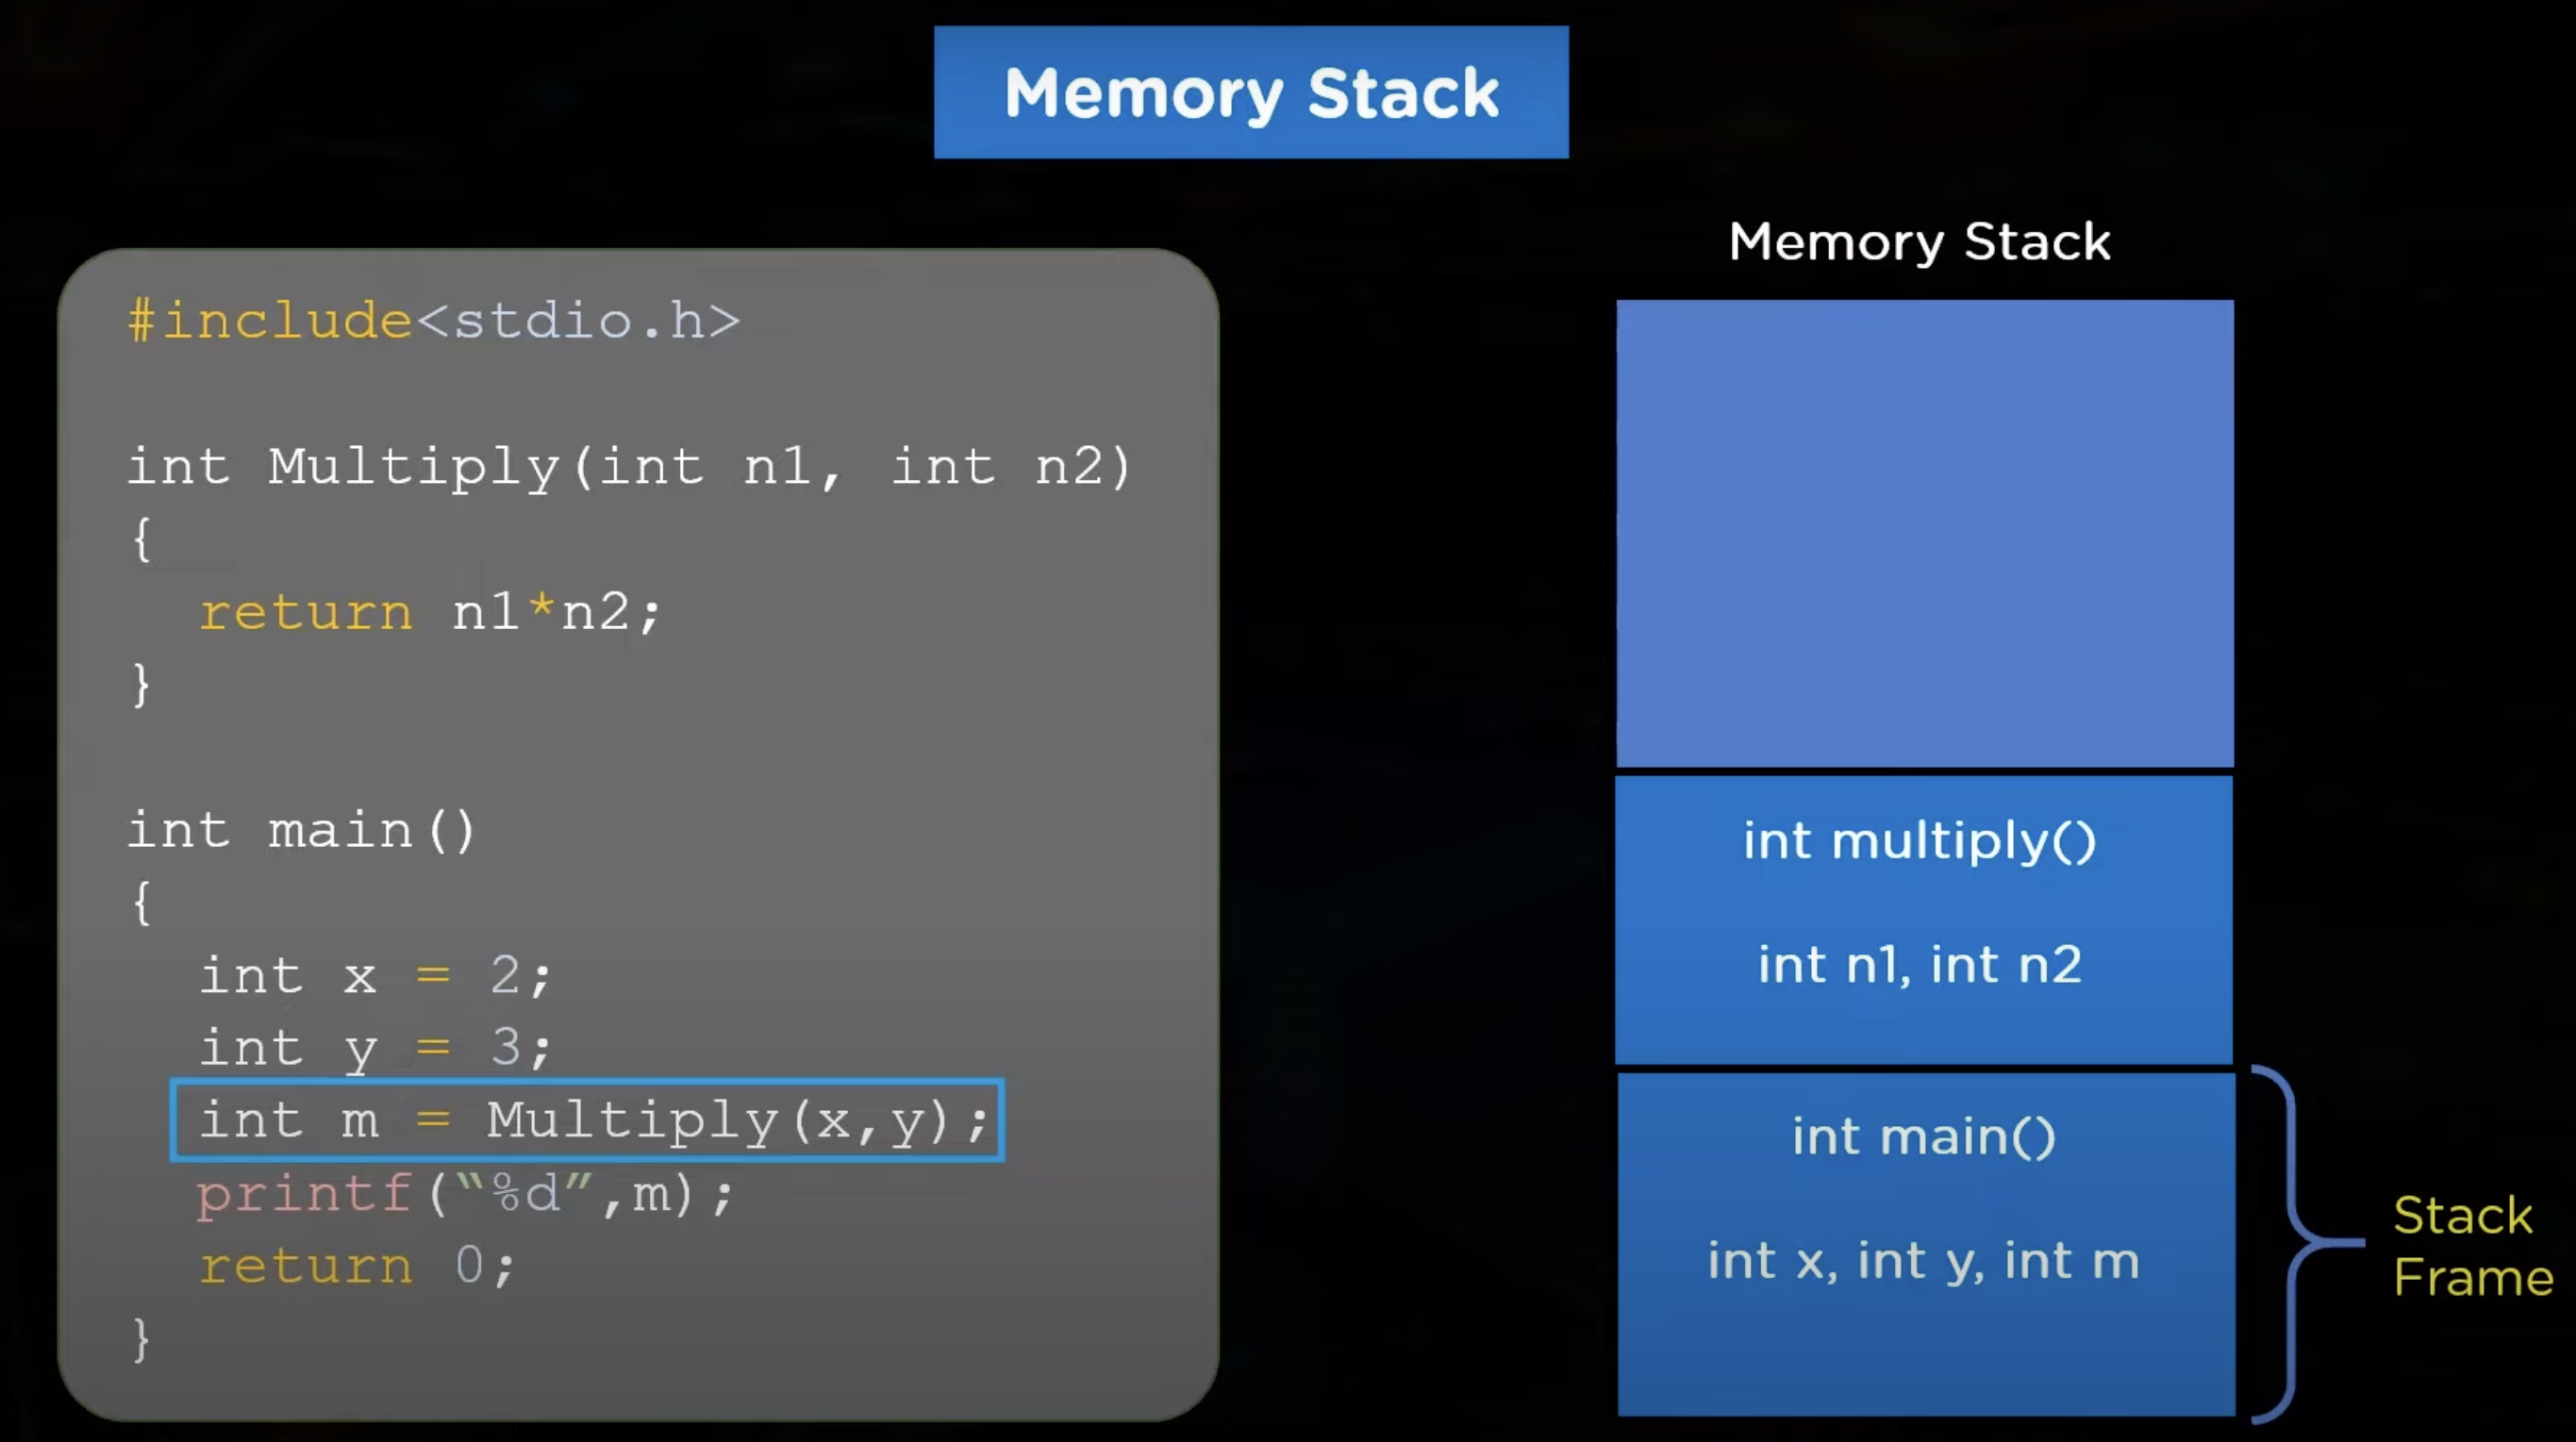 Memory Stack
#include<stdio.h>
int Multiply(int n1, int n2)
{
return n1*n2;
}
int main()
{
int x = 2;
int y = 3;
int m = Multiply(x,y);
printf(“%d”,m);
return 0;
}
Memory Stack
int multiply()
int n1, int n2
int main()
int x, int y, int m
Stack
Frame